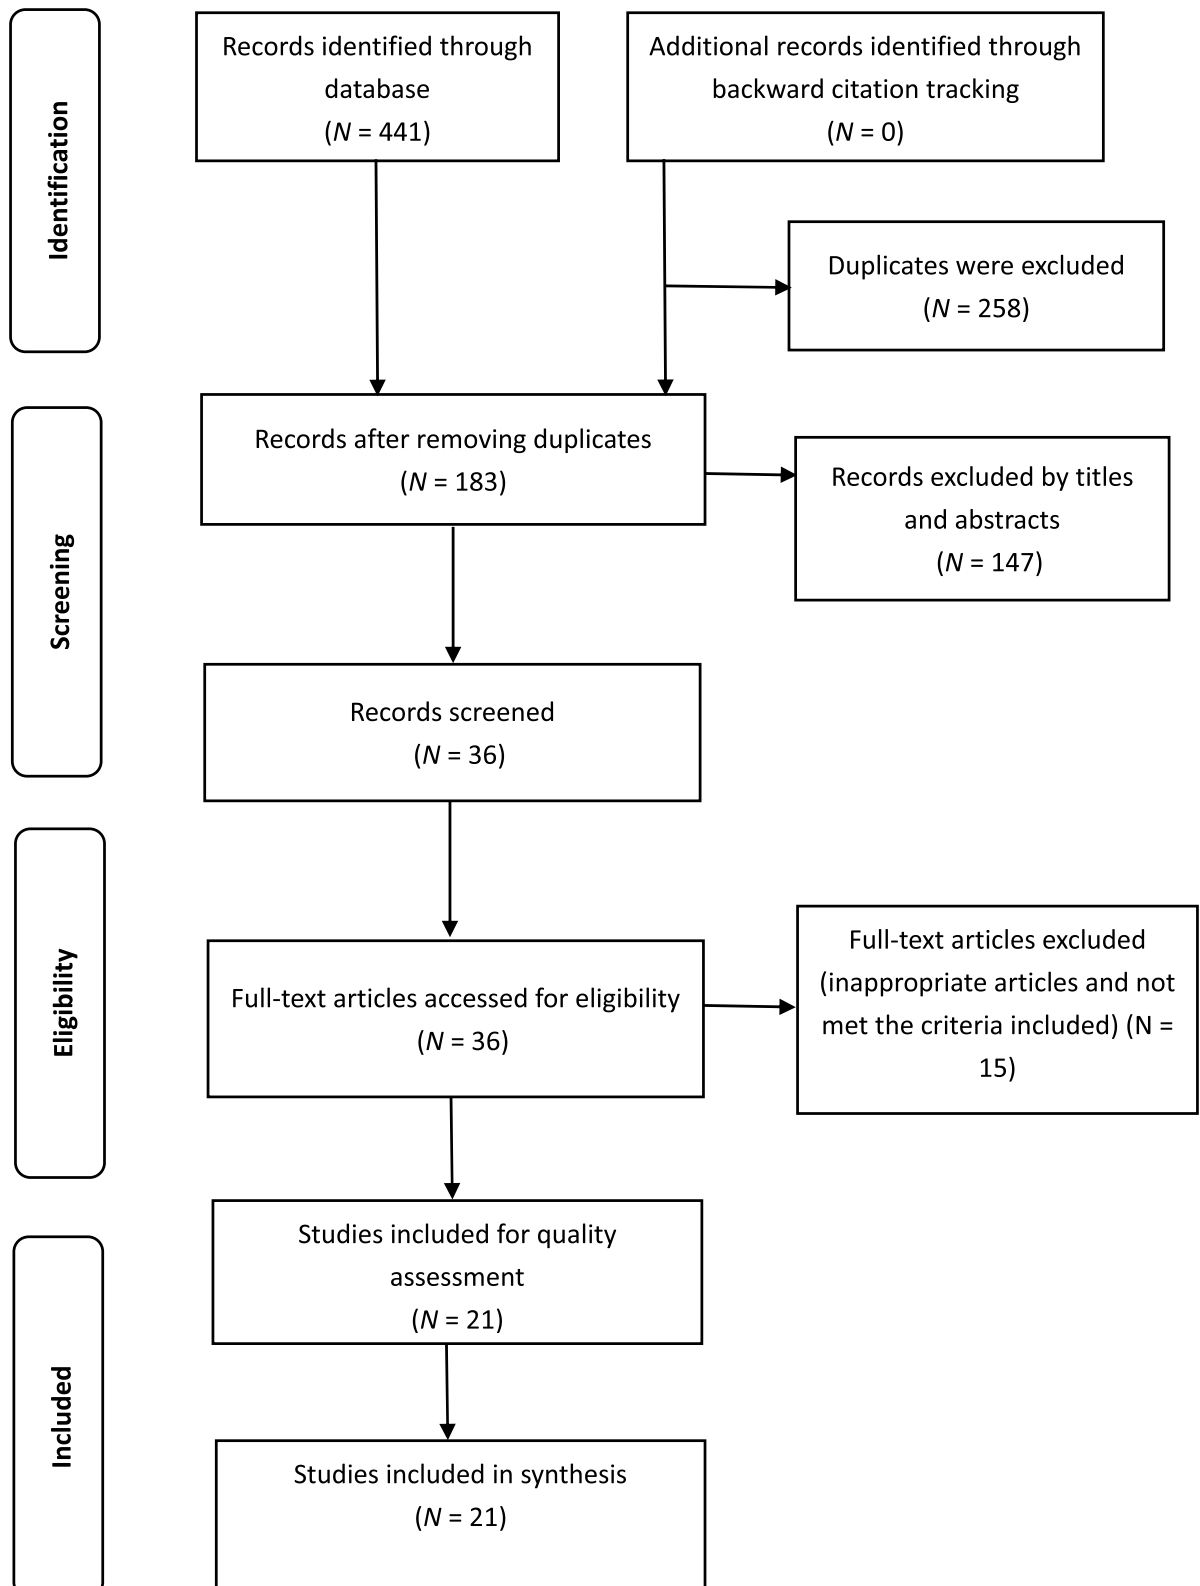 Identification
Records identified through
database
(N = 441)
Additional records identified through
backward citation tracking
(N = 0)
Duplicates were excluded
(N = 258)
Screening
Records after removing duplicates
(N = 183)
Records excluded by titles
and abstracts
(N = 147)
Records screened
(N = 36)
Eligibility
Full-text articles accessed for eligibility
(N = 36)
Full-text articles excluded
(inappropriate articles and not
met the criteria included) (N =
15)
Included
Studies included for quality
assessment
(N = 21)
Studies included in synthesis
(N = 21)